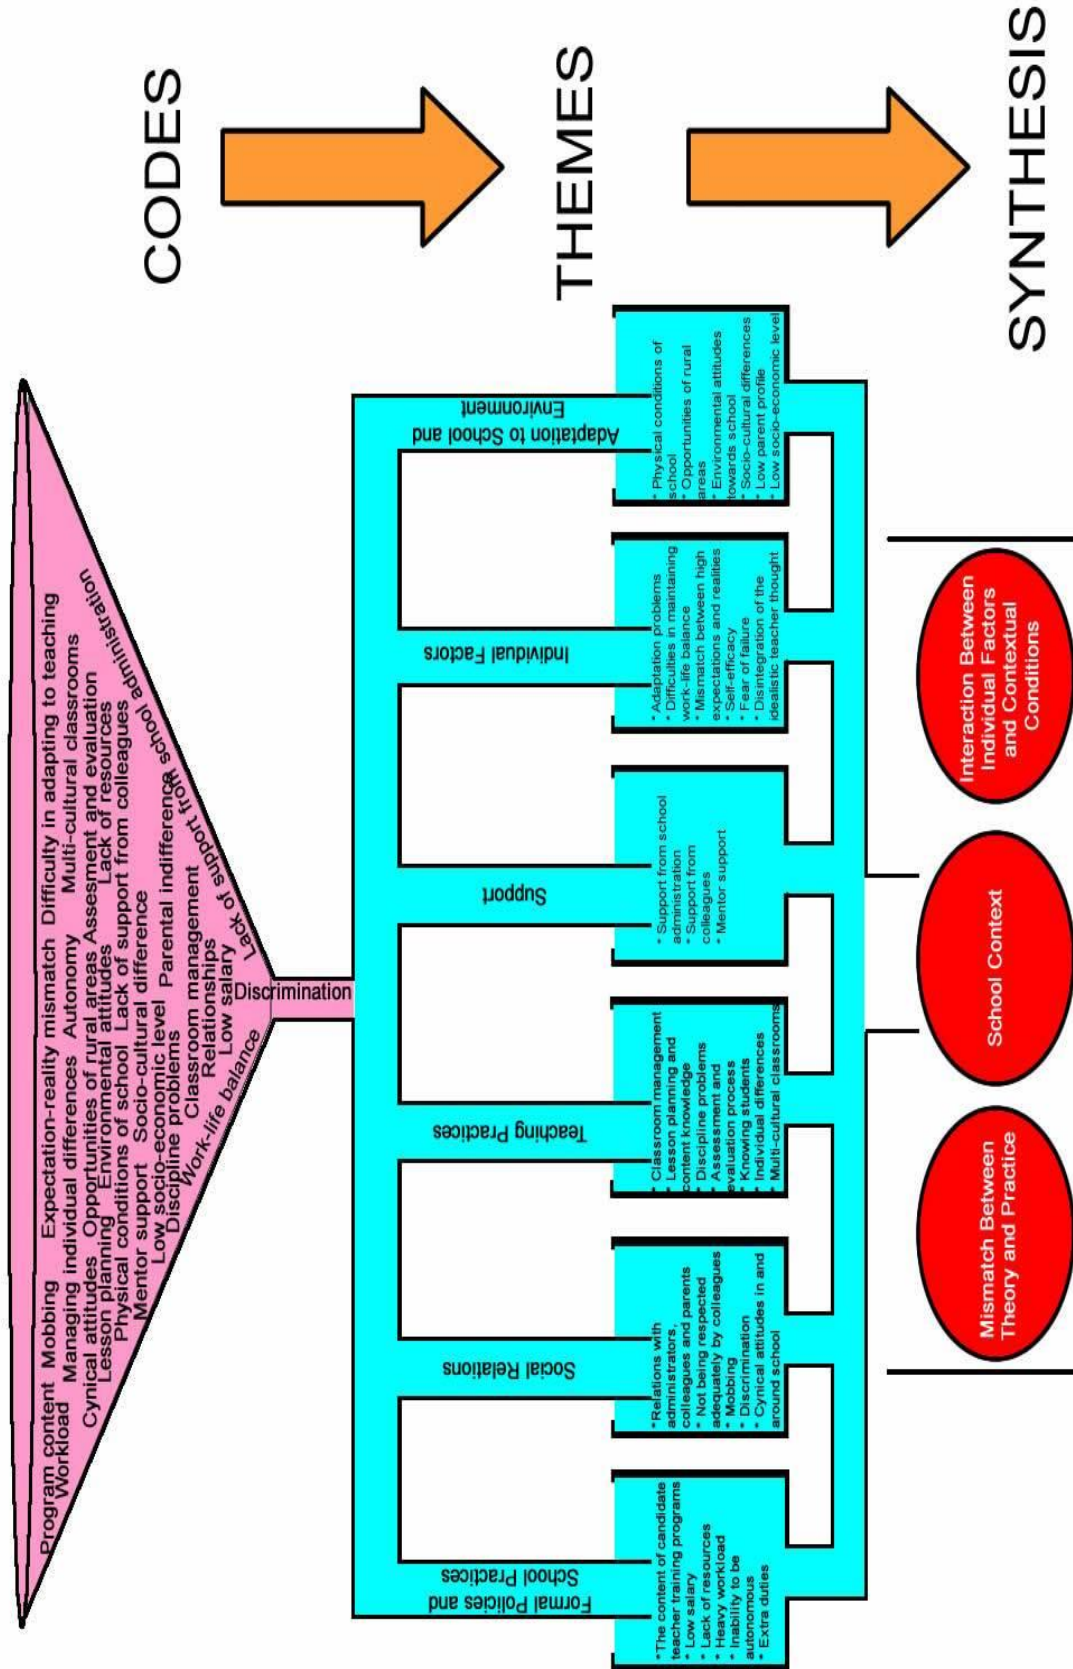 Program content Mobbing Expectation-reality mismatch Difficulty in adapting to teaching
Workload Managing individual differences Autonomy Multi-cultural classrooms
Cynical attitudes Opportunities of rural areas Assessment and evaluation
Lesson planning Environmental attitudes Lack of resources
Physical conditions of school Lack of support from colleagues
Mentor support Socio-cultural difference
Low socio-economic level Parental indifference
Discipline problems
Classroom management
Relationships
Low salary
Work-life balance
Lack of support from school administration
Discrimination
CODES
THEMES
SYNTHESIS
Formal Policies and
School Practices
Social Relations
Teaching Practices
Support
Individual Factors
Adaptation to School and
Environment
*The content of candidate
teacher training programs
* Low salary
* Lack of resources
* Heavy workload
* Inability to be
autonomous
* Extra duties
*Relations with
administrators,
colleagues and parents
* Not being respected
adequately by colleagues
* Mobbing
* Discrimination
* Cynical attitudes in and
around school
* Classroom management
* Lesson planning and
content knowledge
* Discipline problems
* Assessment and
evaluation process
* Knowing students
* Individual differences
* Multi-cultural classrooms
* Support from school
administration
* Support from
colleagues
* Mentor support
* Adaptation problems
* Difficulties in maintaining
work-life balance
* Mismatch between high
expectations and realities
* Self-efficacy
* Fear of failure
* Disintegration of the
idealistic teacher thought
* Physical conditions of
school
* Opportunities of rural
areas
* Environmental attitudes
towards school
* Socio-cultural differences
* Low parent profile
* Low socio-economic level
Mismatch Between
Theory and Practice
School Context
Interaction Between
Individual Factors
and Contextual
Conditions